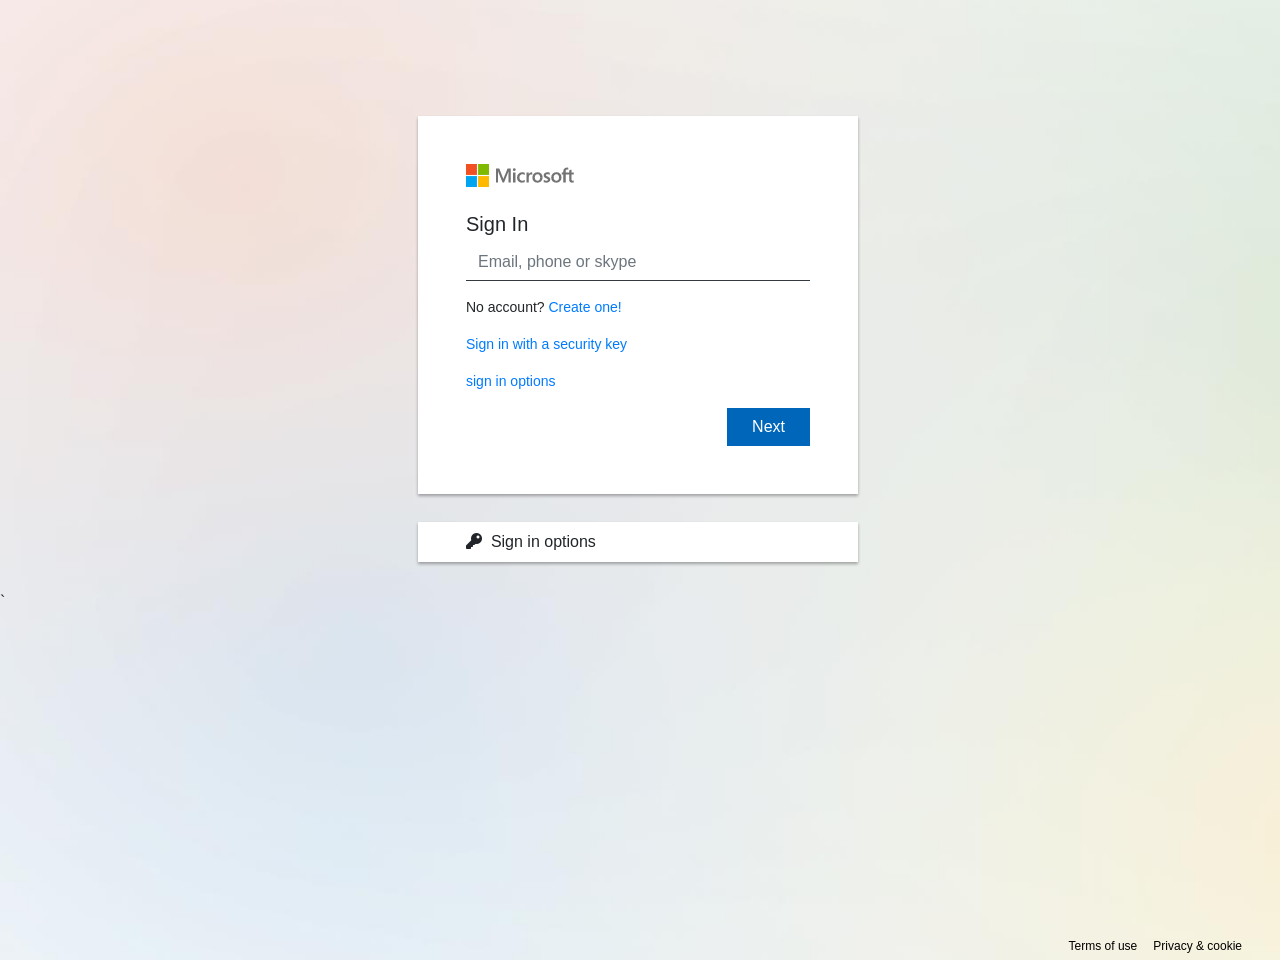 Microsoft
Sign In
Email, phone or skype
No account? Create one!
Sign in with a security key
sign in options
Next
Sign in options
`
Terms of use Privacy & cookie